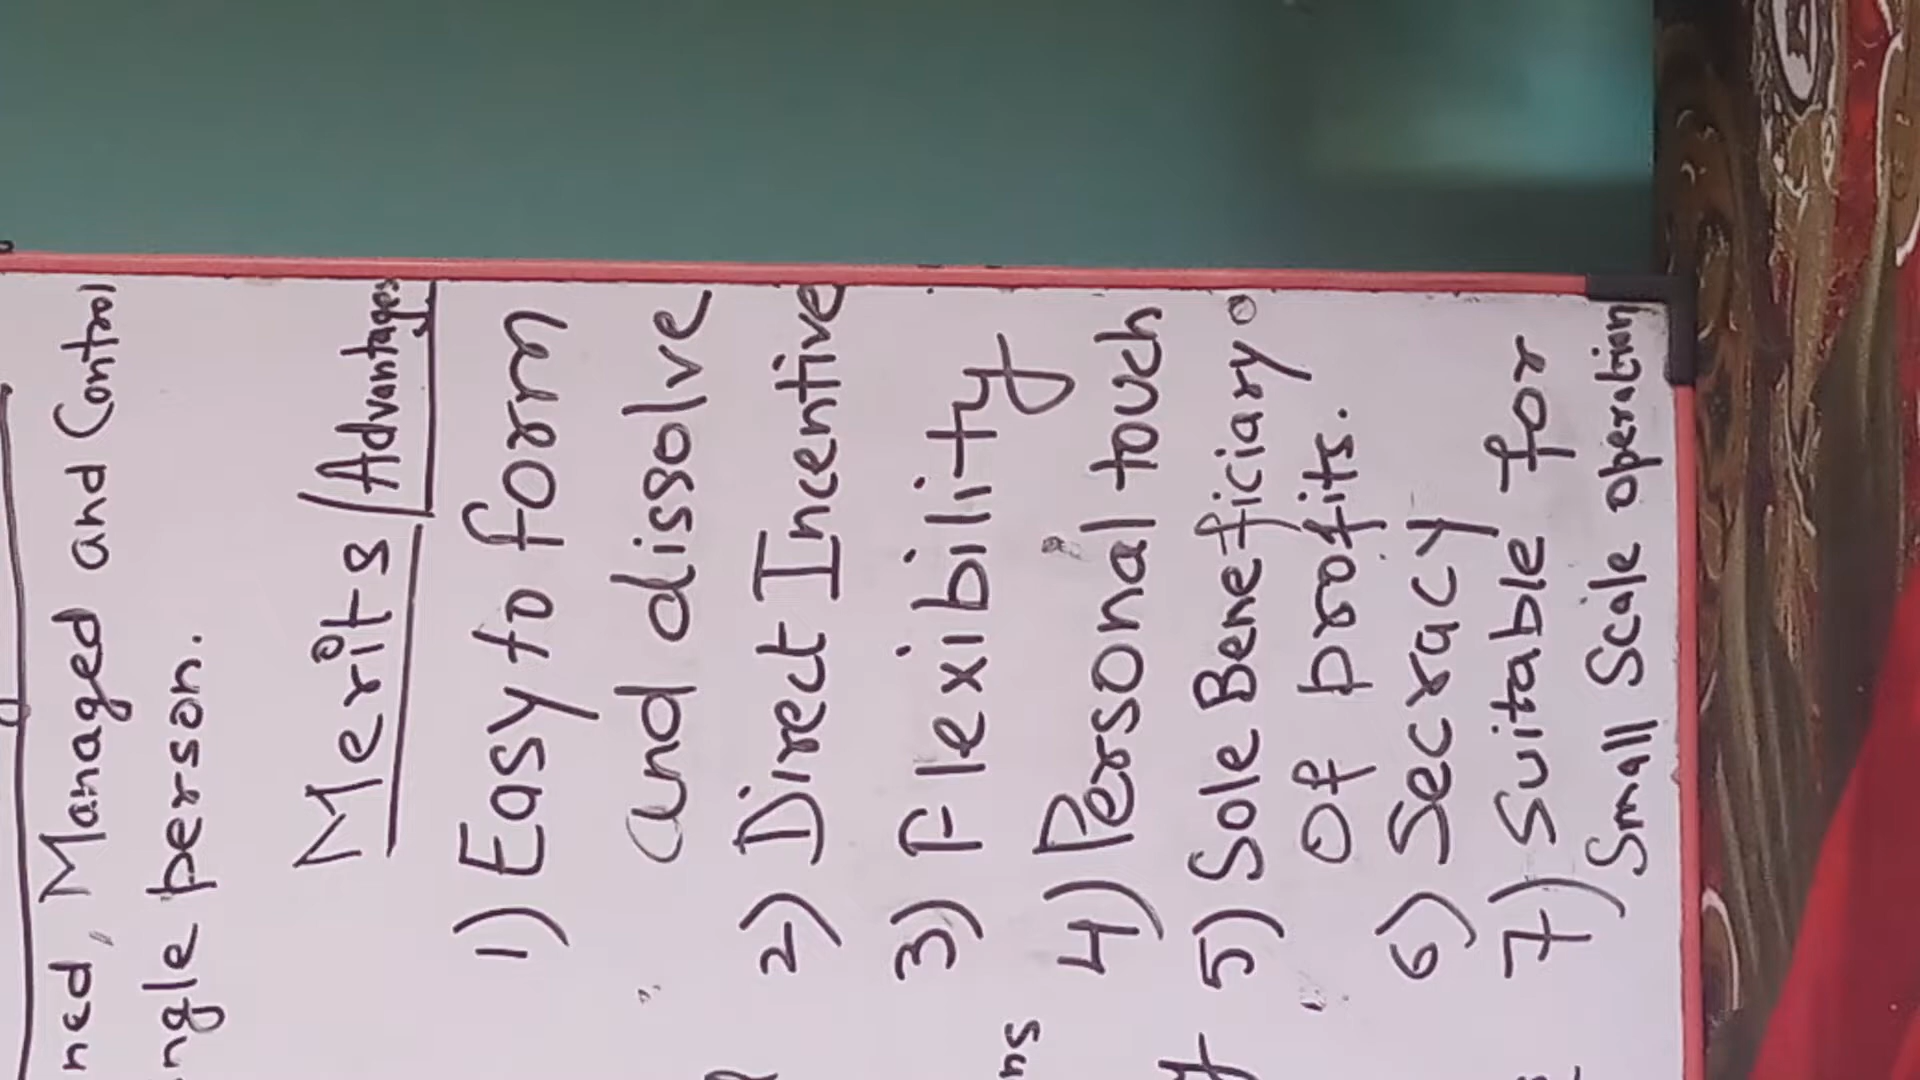 ned, Managed and Control
ngle person.
Merits/Advantages
1) Easy to form
and dissolve
2) Direct Incentive
3) Flexibility
4) Personal touch
5) Sole Beneficiary
of profits.
6) Secracy
7) Suitable for
Small Scale operation
ns